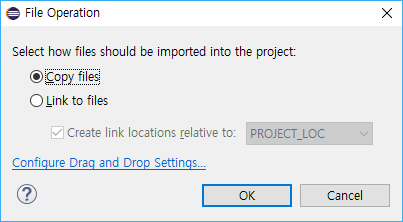 File Operation
Select how files should be imported into the project:
Copy files
Link to files
Create link locations relative to: PROJECT_LOC
Configure Drag and Drop Settings...
? OK Cancel